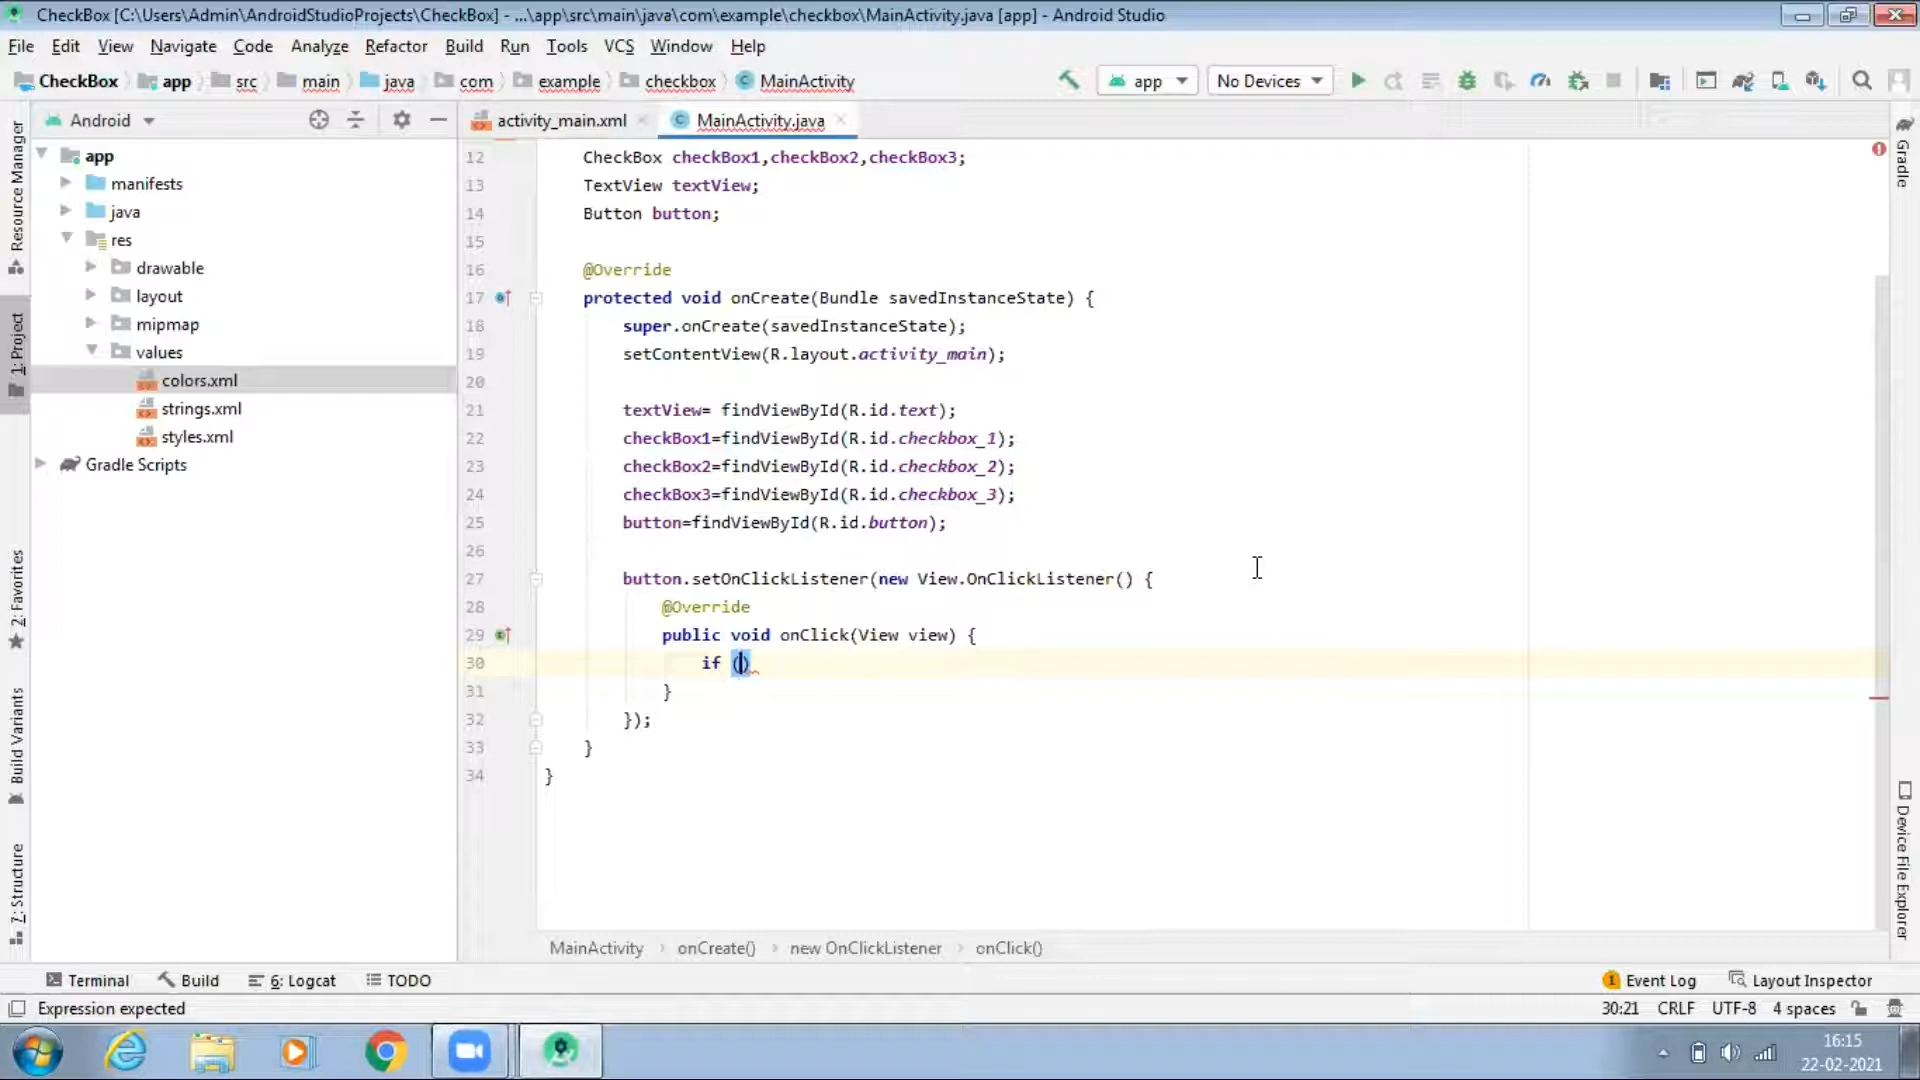 CheckBox [C:\Users\Admin\AndroidStudioProjects\CheckBox] - ...\app\src\main\java\com\example\checkbox\MainActivity.java [app] - Android Studio
File Edit View Navigate Code Analyze Refactor Build Run Tools VCS Window Help
CheckBox app src main java com example checkbox MainActivity app No Devices
Android activity_main.xml MainActivity.java
app
manifests
java
res
drawable
layout
mipmap
values
colors.xml
strings.xml
styles.xml
Gradle Scripts
Resource Manager
1: Project
2: Favorites
Build Variants
7: Structure
12 CheckBox checkBox1,checkBox2,checkBox3;
13 TextView textView;
14 Button button;
15
16 @Override
17 protected void onCreate(Bundle savedInstanceState) {
18 super.onCreate(savedInstanceState);
19 setContentView(R.layout.activity_main);
20
21 textView= findViewById(R.id.text);
22 checkBox1=findViewById(R.id.checkbox_1);
23 checkBox2=findViewById(R.id.checkbox_2);
24 checkBox3=findViewById(R.id.checkbox_3);
25 button=findViewById(R.id.button);
26
27 button.setOnClickListener(new View.OnClickListener() {
28 @Override
29 public void onClick(View view) {
30 if ()
31 }
32 });
33 }
34 }
Gradle
Device File Explorer
MainActivity > onCreate() > new OnClickListener > onClick()
Terminal Build 6: Logcat TODO 1 Event Log Layout Inspector
Expression expected 30:21 CRLF UTF-8 4 spaces
16:15
22-02-2021